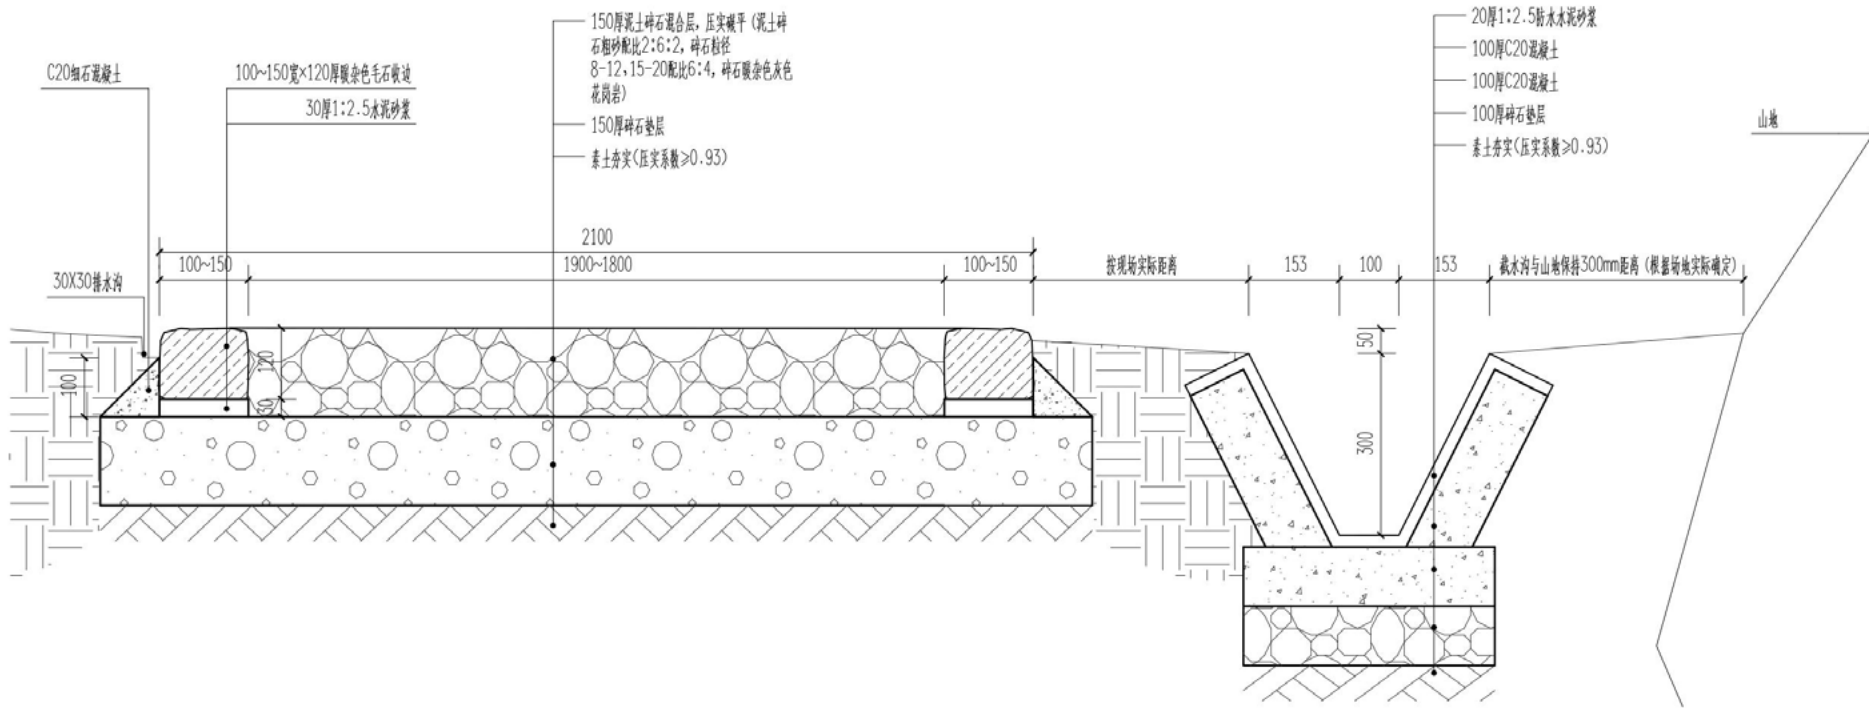 C20细石混凝土
100~150宽×120厚暖杂色毛石收边
30厚1:2.5水泥砂浆
150厚泥土碎石混合层，压实碾平（泥土碎
石粗砂配比2:6:2，碎石粒径
8-12,15-20配比6:4，碎石暖杂色灰色
花岗岩）
150厚碎石垫层
素土夯实(压实系数≥0.93)
20厚1:2.5防水水泥砂浆
100厚C20混凝土
100厚C20混凝土
100厚碎石垫层
素土夯实(压实系数≥0.93)
山地
2100
100~150
1900~1800
100~150
按现场实际距离
153
100
153
截水沟与山地保持300mm距离（根据场地实际确定）
30X30排水沟
100
120
30
50
300